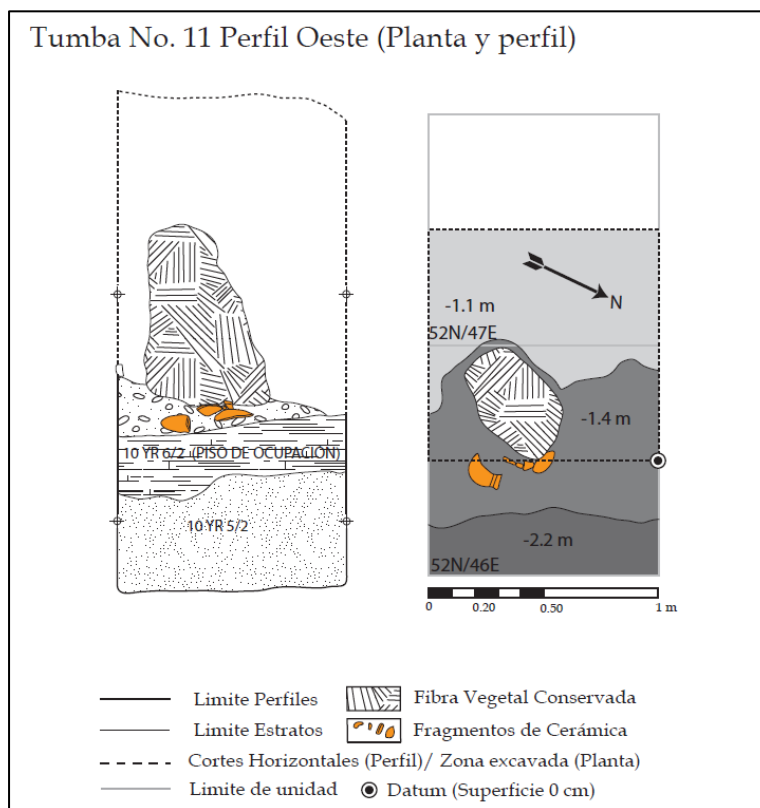 Tumba No. 11 Perfil Oeste (Planta y perfil)
10 YR 6/2 (PISO DE OCUPACIÓN)
10 YR 5/2
N
-1.1 m
52N/47E
-1.4 m
-2.2 m
52N/46E
0 0.20 0.50 1 m
Limite Perfiles Fibra Vegetal Conservada
Limite Estratos Fragmentos de Cerámica
Cortes Horizontales (Perfil)/ Zona excavada (Planta)
Limite de unidad Datum (Superficie 0 cm)